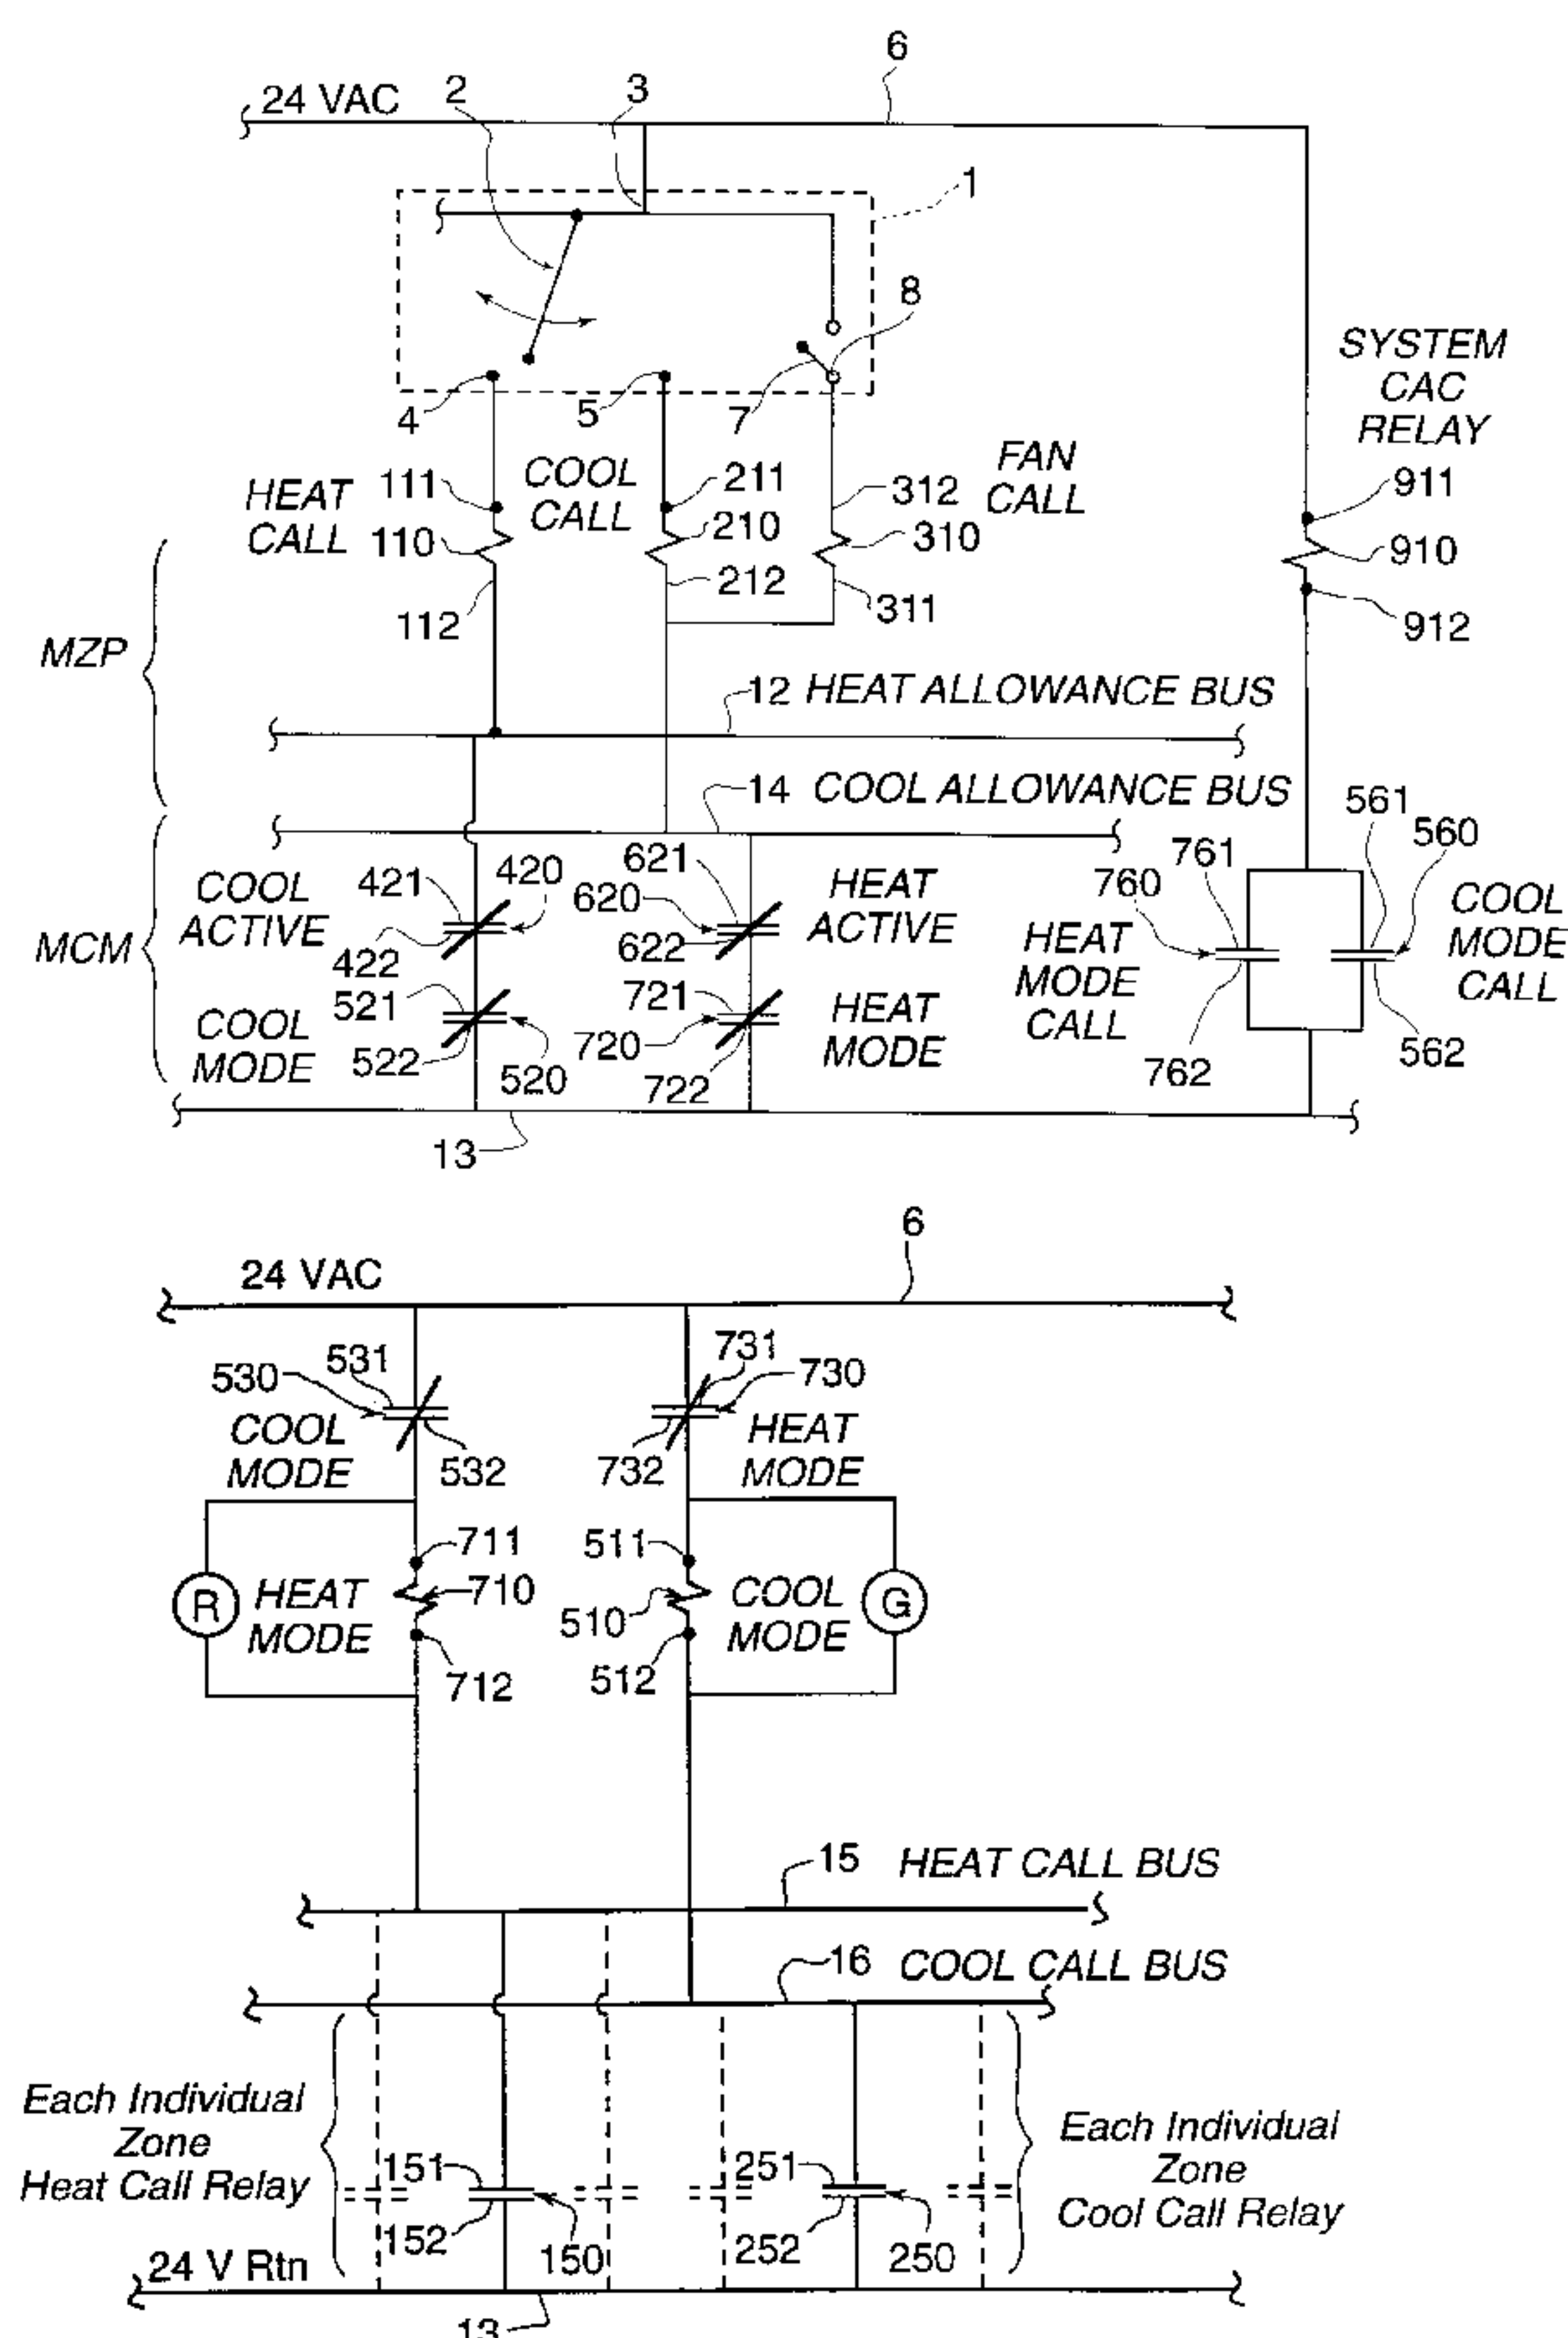 6
24 VAC
2
3
1
8
4
5
7
SYSTEM
CAC
RELAY
HEAT
CALL
111
COOL
CALL
211
312
FAN
CALL
911
110
210
310
910
112
212
311
912
MZP
12 HEAT ALLOWANCE BUS
14 COOL ALLOWANCE BUS
MCM
COOL
ACTIVE
421
420
422
621
620
622
HEAT
ACTIVE
761
760
561
560
HEAT
MODE
CALL
COOL
MODE
CALL
COOL
MODE
521
522
520
721
720
722
HEAT
MODE
762
562
13
6
24 VAC
531
530
COOL
MODE
532
731
730
732
HEAT
MODE
711
511
R
HEAT
MODE
710
510
COOL
MODE
G
712
512
15 HEAT CALL BUS
16 COOL CALL BUS
Each Individual
Zone
Heat Call Relay
151
152
150
251
252
250
Each Individual
Zone
Cool Call Relay
24 V Rtn
13